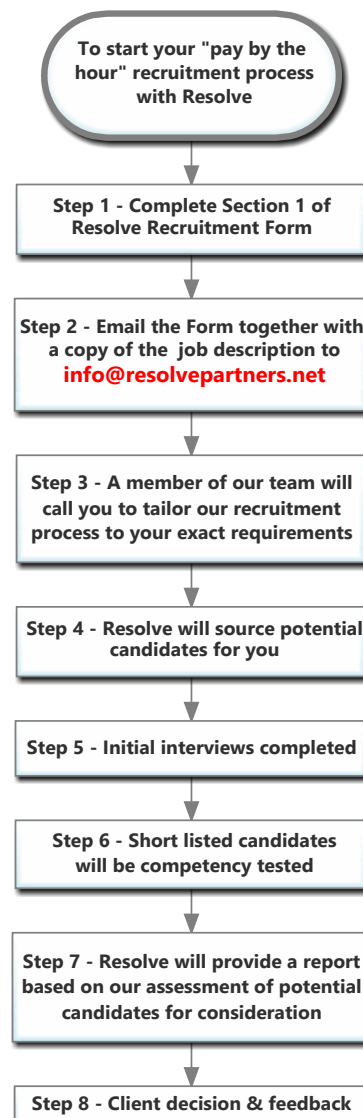 To start your "pay by the
hour" recruitment process
with Resolve
Step 1 - Complete Section 1 of
Resolve Recruitment Form
Step 2 - Email the Form together with
a copy of the job description to
info@resolvepartners.net
Step 3 - A member of our team will
call you to tailor our recruitment
process to your exact requirements
Step 4 - Resolve will source potential
candidates for you
Step 5 - Initial interviews completed
Step 6 - Short listed candidates
will be competency tested
Step 7 - Resolve will provide a report
based on our assessment of potential
candidates for consideration
Step 8 - Client decision & feedback